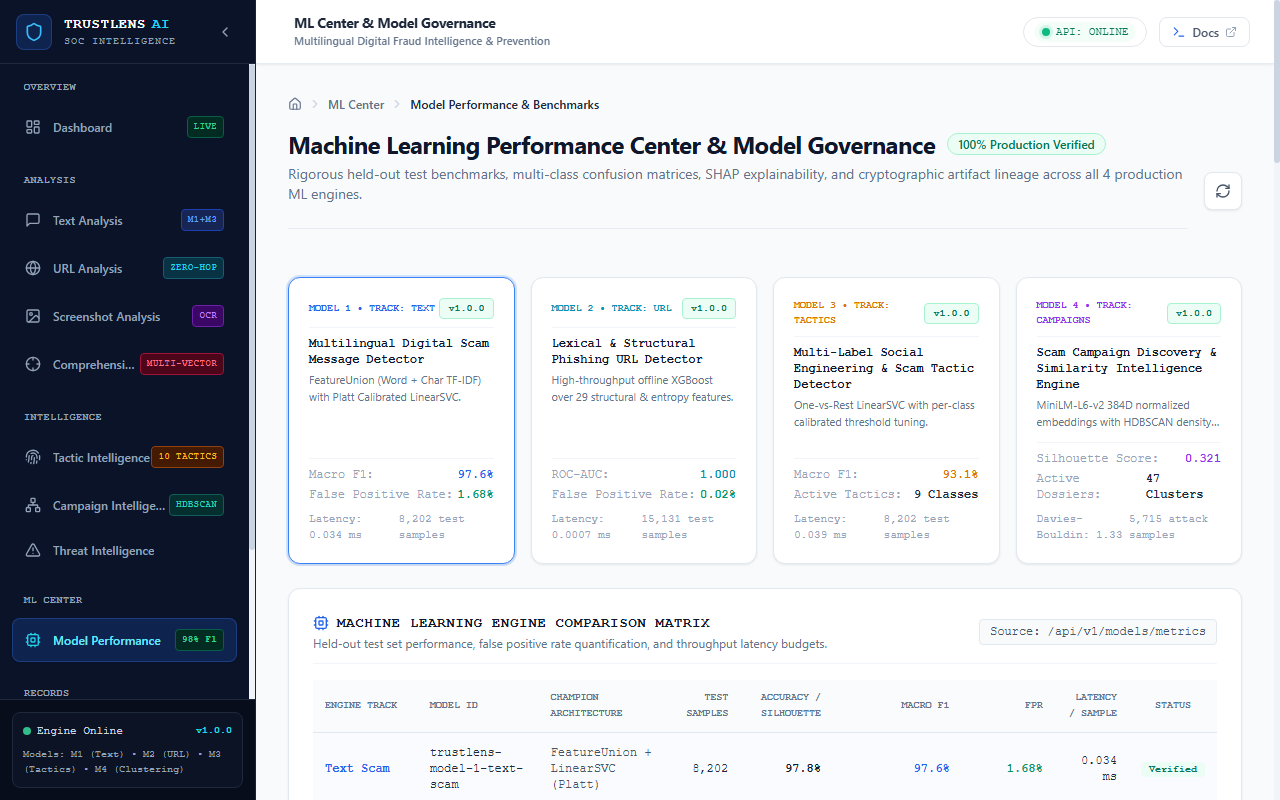 TRUSTLENS AI
SOC INTELLIGENCE
OVERVIEW
Dashboard LIVE
ANALYSIS
Text Analysis M1+M3
URL Analysis ZERO-HOP
Screenshot Analysis OCR
Comprehensi... MULTI-VECTOR
INTELLIGENCE
Tactic Intelligence 10 TACTICS
Campaign Intellige... HDBSCAN
Threat Intelligence
ML CENTER
Model Performance 98% F1
RECORDS
Engine Online v1.0.0
Models: M1 (Text) • M2 (URL) • M3
(Tactics) • M4 (Clustering)
ML Center & Model Governance
Multilingual Digital Fraud Intelligence & Prevention
API: ONLINE
Docs
ML Center
Model Performance & Benchmarks
Machine Learning Performance Center & Model Governance
100% Production Verified
Rigorous held-out test benchmarks, multi-class confusion matrices, SHAP explainability, and cryptographic artifact lineage across all 4 production
ML engines.
MODEL 1 • TRACK: TEXT v1.0.0
Multilingual Digital Scam
Message Detector
FeatureUnion (Word + Char TF-IDF)
with Platt Calibrated LinearSVC.
Macro F1: 97.6%
False Positive Rate: 1.68%
Latency: 8,202 test
0.034 ms samples
MODEL 2 • TRACK: URL v1.0.0
Lexical & Structural
Phishing URL Detector
High-throughput offline XGBoost
over 29 structural & entropy features.
ROC-AUC: 1.000
False Positive Rate: 0.02%
Latency: 15,131 test
0.0007 ms samples
MODEL 3 • TRACK: v1.0.0
TACTICS
Multi-Label Social
Engineering & Scam Tactic
Detector
One-vs-Rest LinearSVC with per-class
calibrated threshold tuning.
Macro F1: 93.1%
Active Tactics: 9 Classes
Latency: 8,202 test
0.039 ms samples
MODEL 4 • TRACK: v1.0.0
CAMPAIGNS
Scam Campaign Discovery &
Similarity Intelligence
Engine
MiniLM-L6-v2 384D normalized
embeddings with HDBSCAN density...
Silhouette Score: 0.321
Active 47
Dossiers: Clusters
Davies- 5,715 attack
Bouldin: 1.33 samples
MACHINE LEARNING ENGINE COMPARISON MATRIX
Held-out test set performance, false positive rate quantification, and throughput latency budgets.
Source: /api/v1/models/metrics
ENGINE TRACK MODEL ID CHAMPION ARCHITECTURE TEST SAMPLES ACCURACY / SILHOUETTE MACRO F1 FPR LATENCY / SAMPLE STATUS
Text Scam trustlens-model-1-text-scam FeatureUnion + LinearSVC (Platt) 8,202 97.8% 97.6% 1.68% 0.034 ms Verified